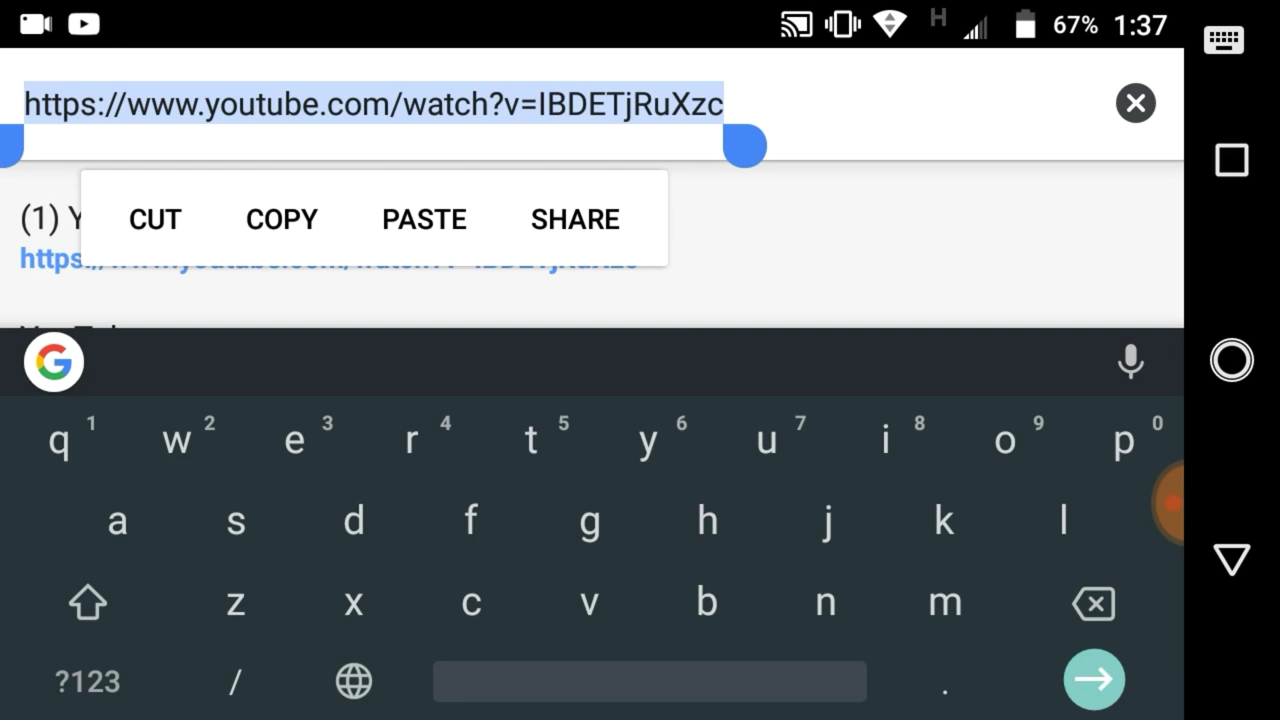 H 67% 1:37
https://www.youtube.com/watch?v=IBDETjRuXzc
CUT COPY PASTE SHARE
(1) Y
https:
q 1 w 2 e 3 r 4 t 5 y 6 u 7 i 8 o 9 p 0
a s d f g h j k l
z x c v b n m
?123 / .